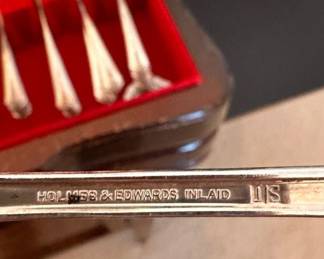 HOLMES & EDWARDS INLAID IS